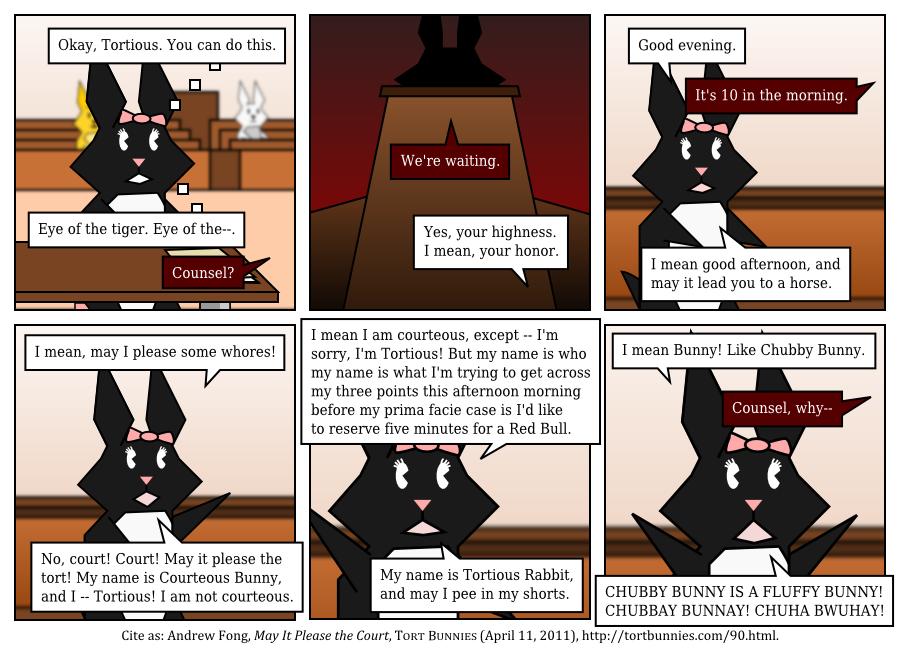 Okay, Tortious. You can do this.
Eye of the tiger. Eye of the--.
Counsel?
We're waiting.
Yes, your highness.
I mean, your honor.
Good evening.
It's 10 in the morning.
I mean good afternoon, and
may it lead you to a horse.
I mean, may I please some whores!
No, court! Court! May it please the
tort! My name is Courteous Bunny,
and I -- Tortious! I am not courteous.
I mean I am courteous, except -- I'm
sorry, I'm Tortious! But my name is who
my name is what I'm trying to get across
my three points this afternoon morning
before my prima facie case is I'd like
to reserve five minutes for a Red Bull.
My name is Tortious Rabbit,
and may I pee in my shorts.
I mean Bunny! Like Chubby Bunny.
Counsel, why--
CHUBBY BUNNY IS A FLUFFY BUNNY!
CHUBBAY BUNNAY! CHUHA BWUHAY!
Cite as: Andrew Fong, May It Please the Court, TORT BUNNIES (April 11, 2011), http://tortbunnies.com/90.html.